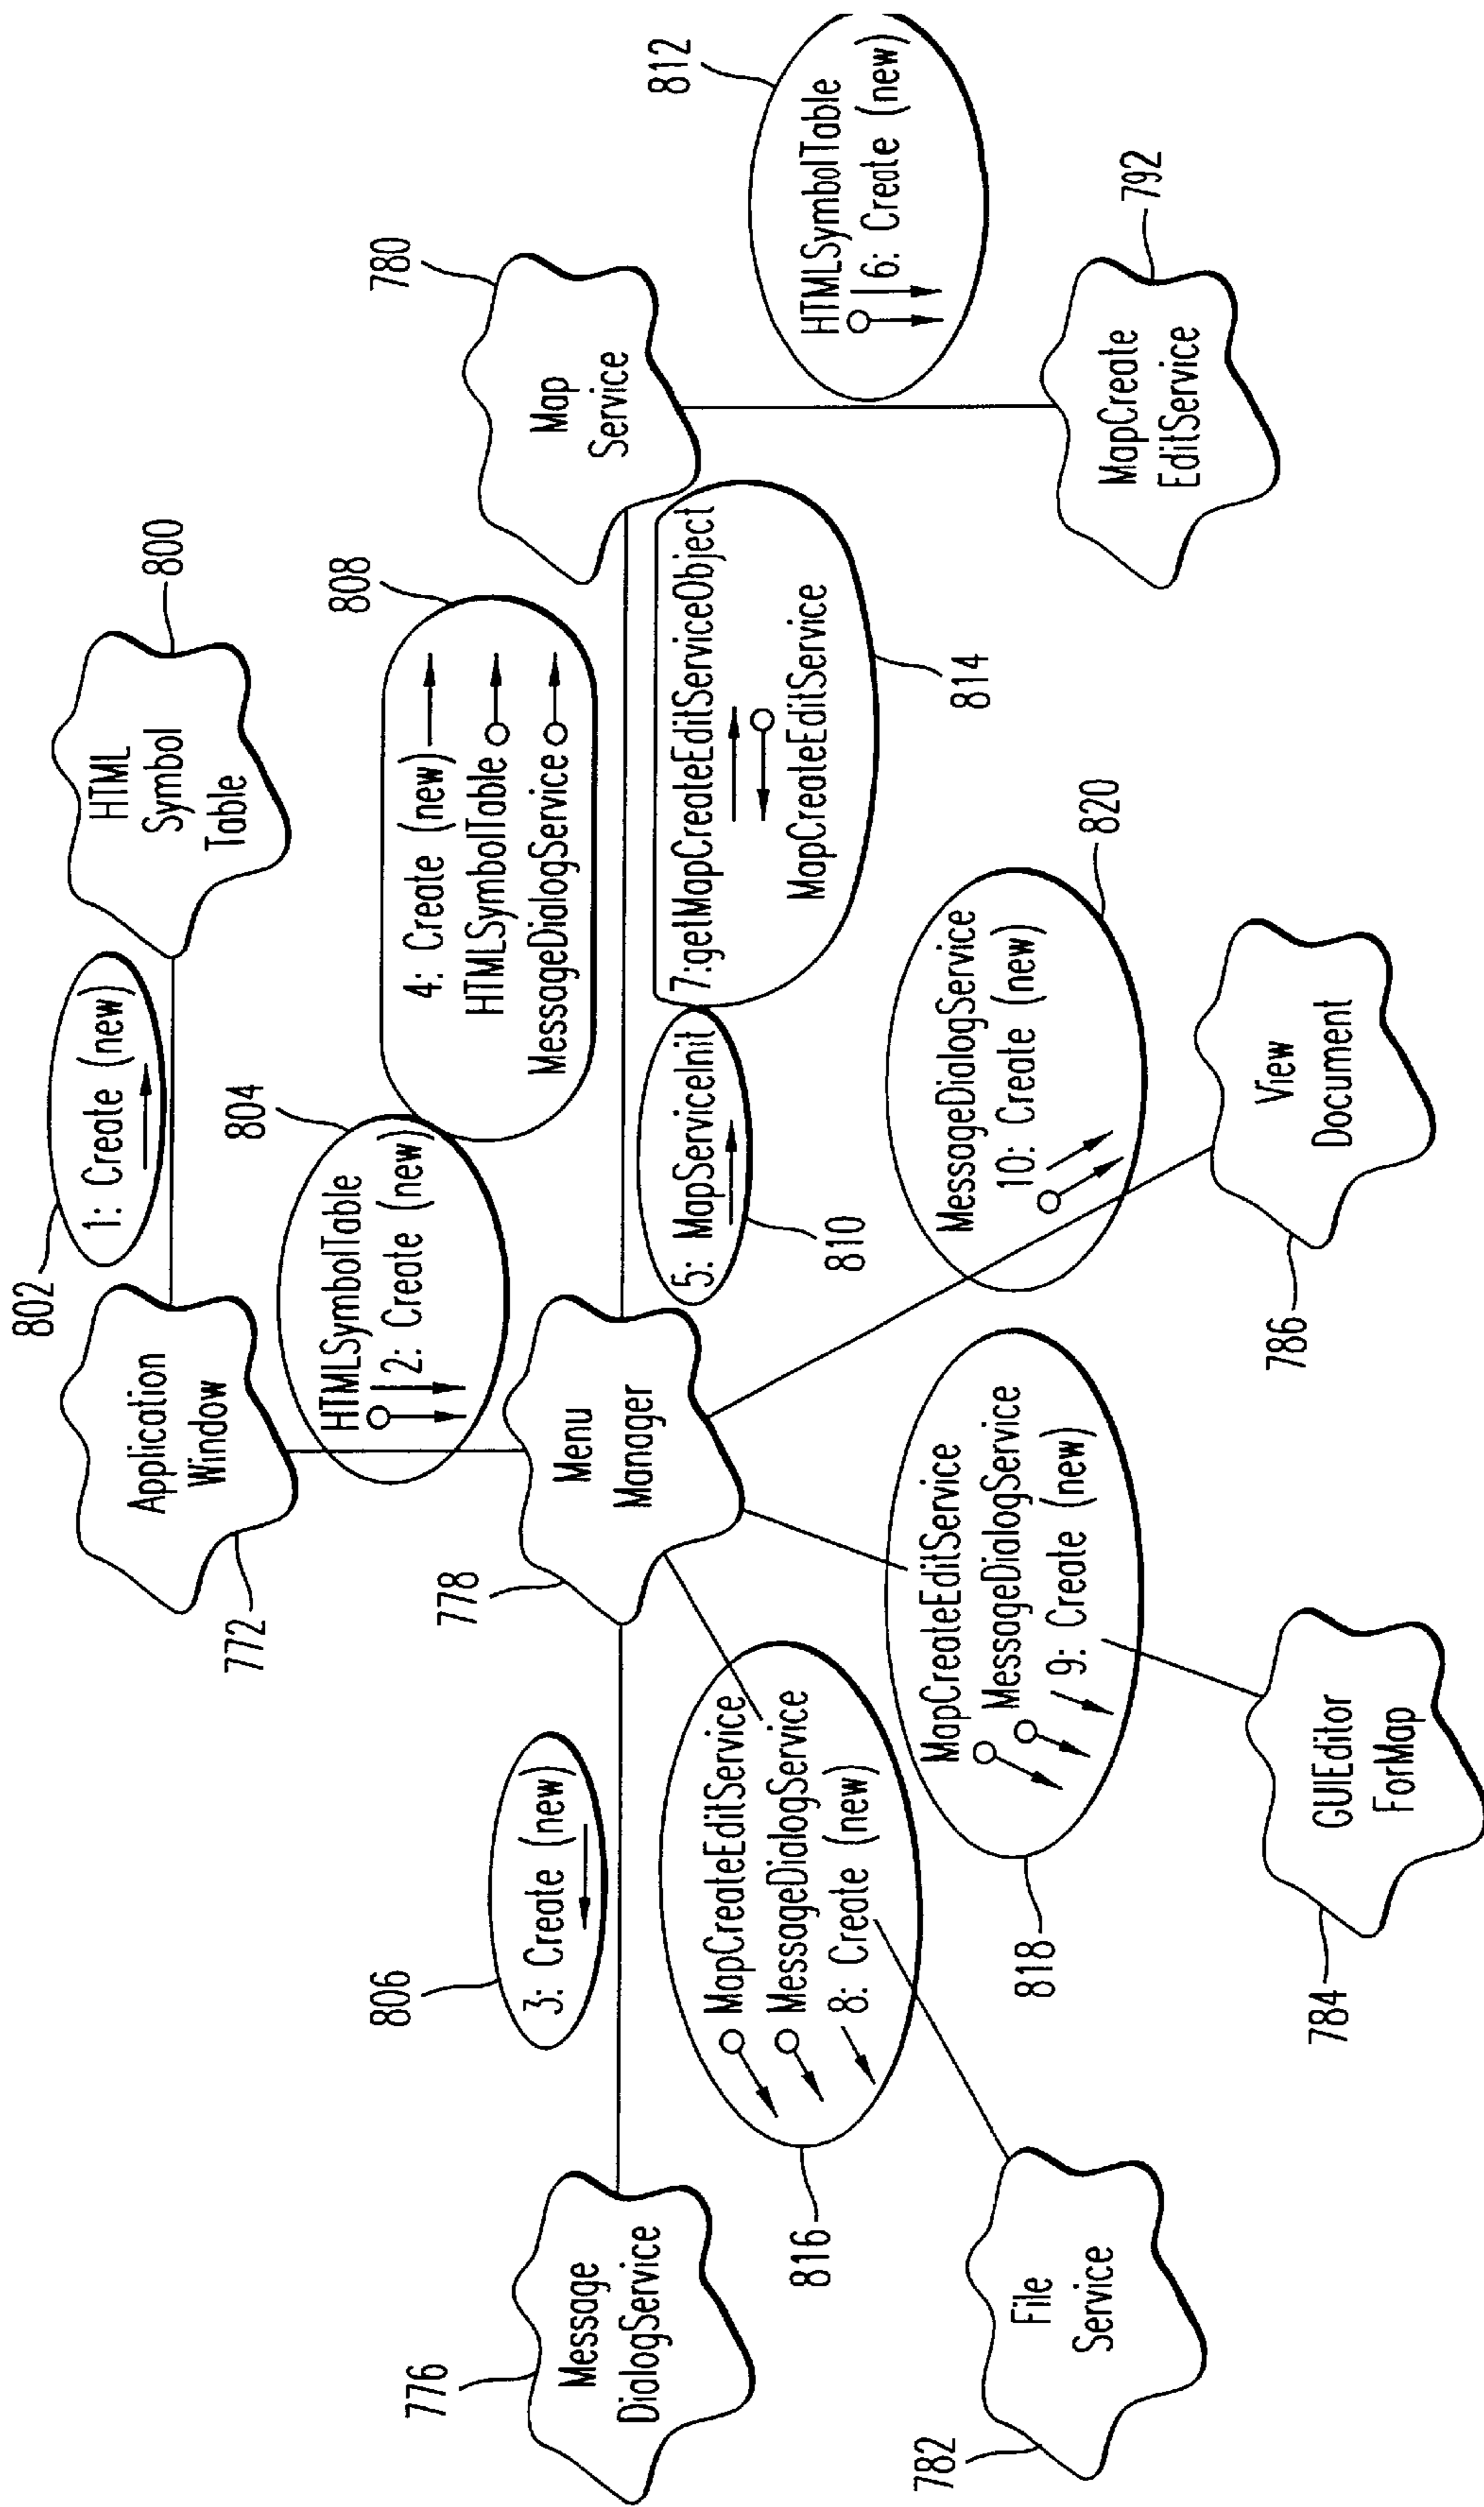 802
1: Create (new)
800
HTML
Symbol
Table
772
Application
Window
804
HTMLSymbolTable
2: Create (new)
808
4: Create (new)
HTMLSymbolTable
MessageDialogService
780
Map
Service
812
HTMLSymbolTable
6: Create (new)
776
Message
DialogService
806
3: Create (new)
778
Menu
Manager
5: MapServiceInit
810
7:getMapCreateEditServiceObject
MapCreateEditService
814
792
MapCreate
EditService
816
MapCreateEditService
MessageDialogService
8: Create (new)
818
MapCreateEditService
MessageDialogService
9: Create (new)
820
MessageDialogService
10: Create (new)
782
File
Service
784
GUIEditor
ForMap
786
View
Document